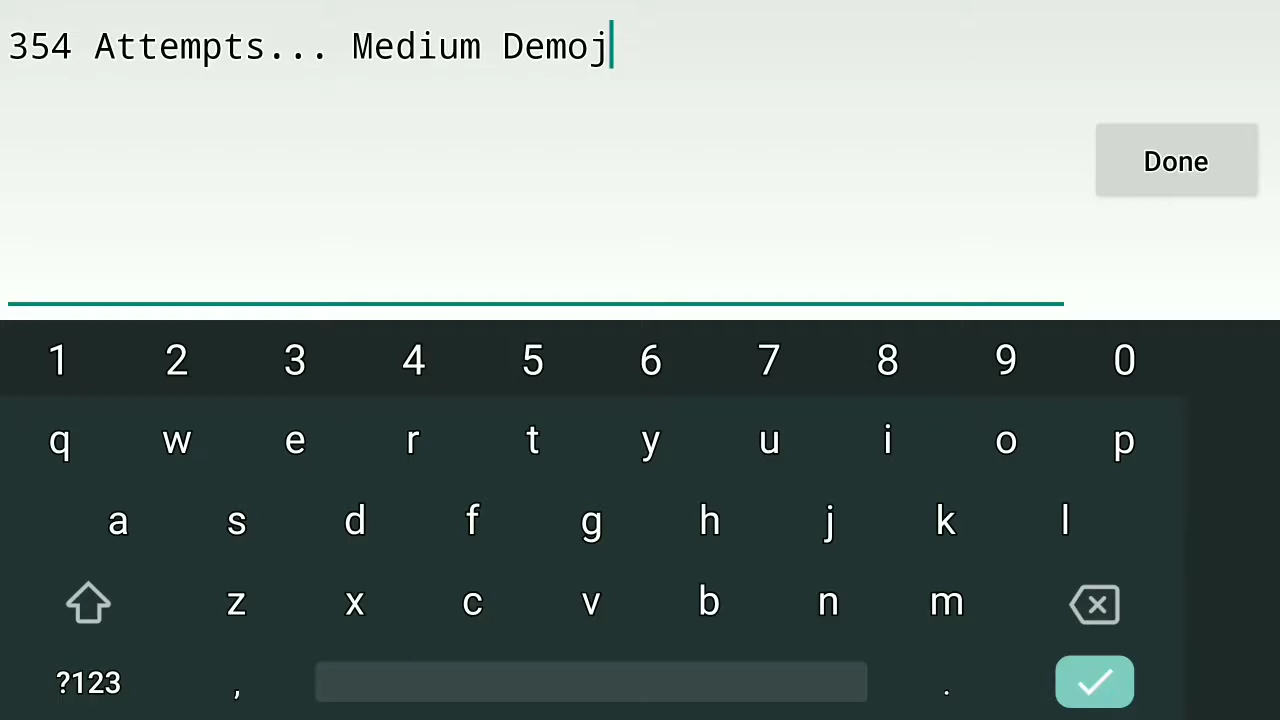 354 Attempts... Medium Demoj
Done
1 2 3 4 5 6 7 8 9 0
q w e r t y u i o p
a s d f g h j k l
z x c v b n m
?123 , .